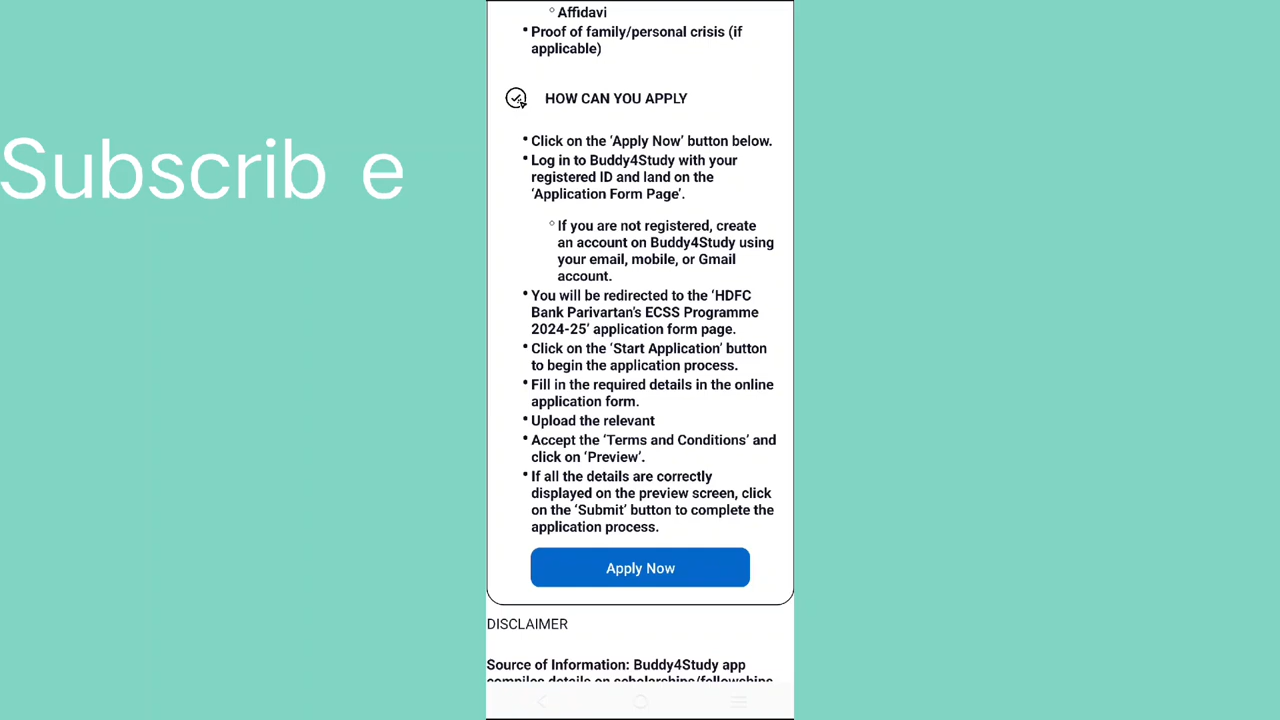 Subscrib e
Affidavi
Proof of family/personal crisis (if
applicable)
HOW CAN YOU APPLY
Click on the ‘Apply Now’ button below.
Log in to Buddy4Study with your
registered ID and land on the
‘Application Form Page’.
If you are not registered, create
an account on Buddy4Study using
your email, mobile, or Gmail
account.
You will be redirected to the ‘HDFC
Bank Parivartan’s ECSS Programme
2024-25’ application form page.
Click on the ‘Start Application’ button
to begin the application process.
Fill in the required details in the online
application form.
Upload the relevant
Accept the ‘Terms and Conditions’ and
click on ‘Preview’.
If all the details are correctly
displayed on the preview screen, click
on the ‘Submit’ button to complete the
application process.
Apply Now
DISCLAIMER
Source of Information: Buddy4Study app
compiles details on scholarships/fellowships